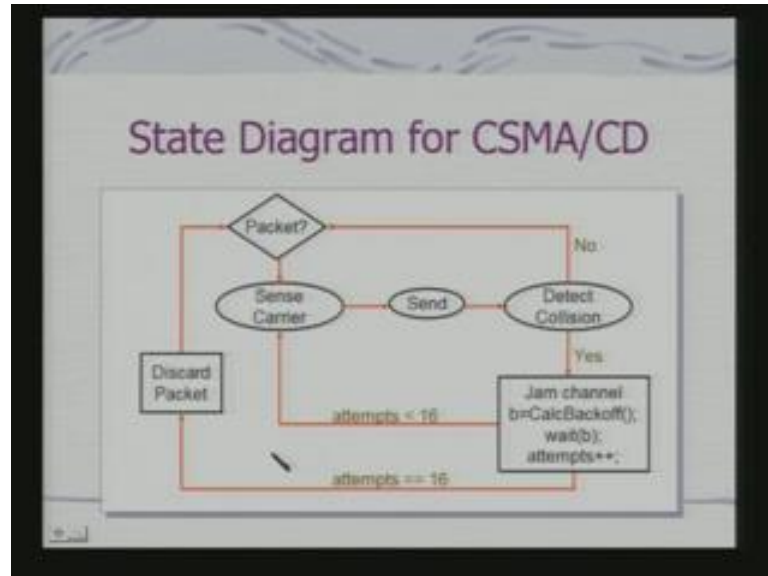 State Diagram for CSMA/CD
Packet?
No
Sense
Carrier
Send
Detect
Collision
Yes
Discard
Packet
Jam channel
b=CalcBackoff();
wait(b);
attempts++;
attempts < 16
attempts == 16